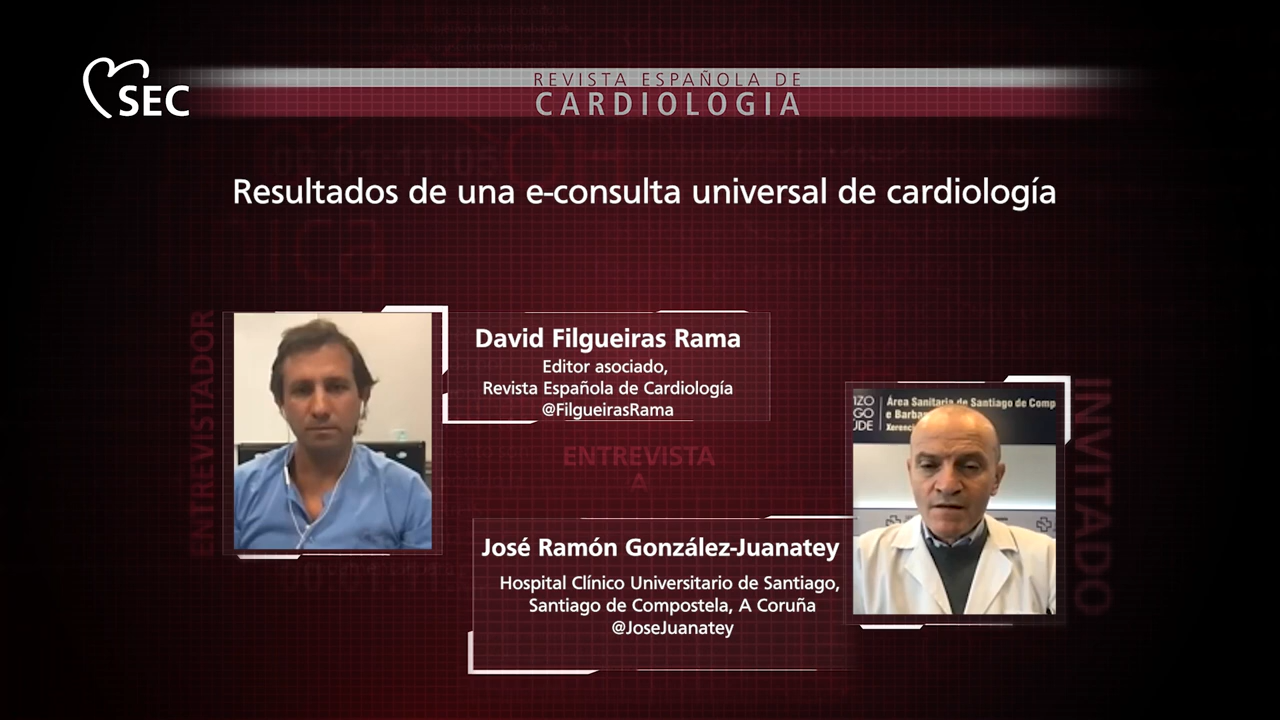 SEC
REVISTA ESPAÑOLA DE
CARDIOLOGIA
Resultados de una e-consulta universal de cardiología
ENTREVISTADOR
David Filgueiras Rama
Editor asociado,
Revista Española de Cardiología
@FilgueirasRama
ENTREVISTA
A
INVITADO
Área Sanitaria de Santiago de Comp
e Barba
Xerenc
José Ramón González-Juanatey
Hospital Clínico Universitario de Santiago,
Santiago de Compostela, A Coruña
@JoseJuanatey